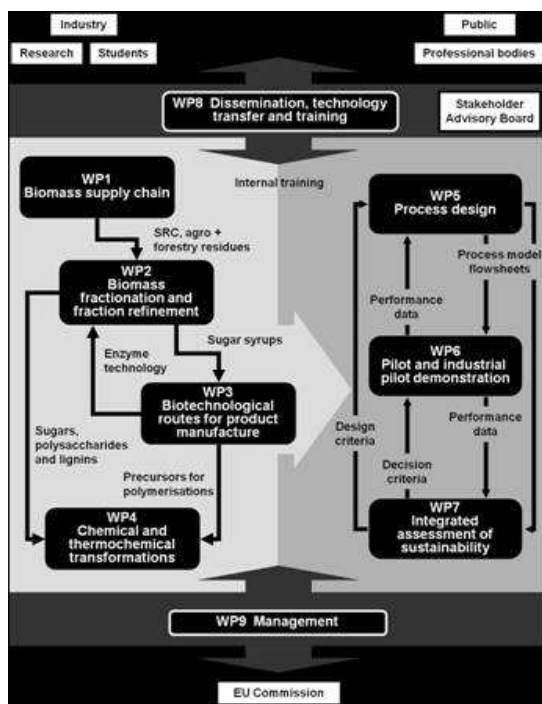 Industry
Public
Research
Students
Professional bodies
WP8 Dissemination, technology
transfer and training
Stakeholder
Advisory Board
WP1
Biomass supply chain
Internal training
WP5
Process design
SRC, agro +
forestry residues
WP2
Biomass
fractionation and
fraction refinement
Process model
flowsheets
Performance
data
Sugar syrups
Enzyme
technology
WP6
Pilot and industrial
pilot demonstration
WP3
Biotechnological
routes for product
manufacture
Performance
data
Design
criteria
Sugars,
polysaccharides
and lignins
Decision
criteria
Precursors for
polymerisations
WP4
Chemical and
thermochemical
transformations
WP7
Integrated
assessment of
sustainability
WP9 Management
EU Commission